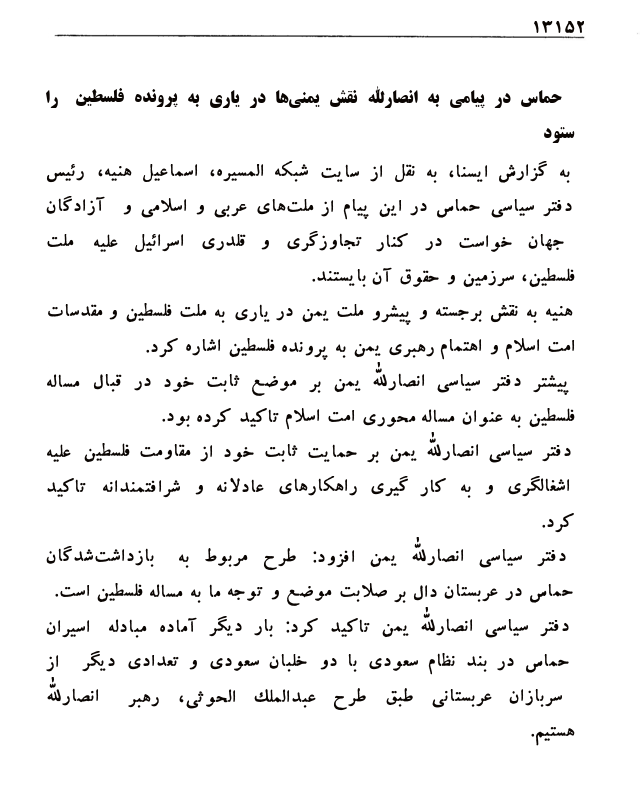 ۱۳۱۵۲
حماس در پیامی به انصارلله نقش یمنی‌ها در یاری به پرونده فلسطین را
ستود
به گزارش ایسنا، به نقل از سایت شبکه المسیره، اسماعیل هنیه، رئیس
دفتر سیاسی حماس در این پیام از ملت‌های عربی و اسلامی و آزادگان
جهان خواست در کنار تجاوزگری و قلدری اسرائیل علیه ملت
فلسطین، سرزمین و حقوق آن بایستند.
هنیه به نقش برجسته و پیشرو ملت یمن در یاری به ملت فلسطین و مقدسات
امت اسلام و اهتمام رهبری یمن به پرونده فلسطین اشاره کرد.
پیشتر دفتر سیاسی انصارلله یمن بر موضع ثابت خود در قبال مساله
فلسطین به عنوان مساله محوری امت اسلام تاکید کرده بود.
دفتر سیاسی انصارلله یمن بر حمایت ثابت خود از مقاومت فلسطین علیه
اشغالگری و به کار گیری راهکارهای عادلانه و شرافتمندانه تاکید
کرد.
دفتر سیاسی انصارلله یمن افزود: طرح مربوط به بازداشت‌شدگان
حماس در عربستان دال بر صلابت موضع و توجه ما به مساله فلسطین است.
دفتر سیاسی انصارلله یمن تاکید کرد: بار دیگر آماده مبادله اسیران
حماس در بند نظام سعودی با دو خلبان سعودی و تعدادی دیگر از
سربازان عربستانی طبق طرح عبدالملك الحوثی، رهبر انصارلله
هستیم.